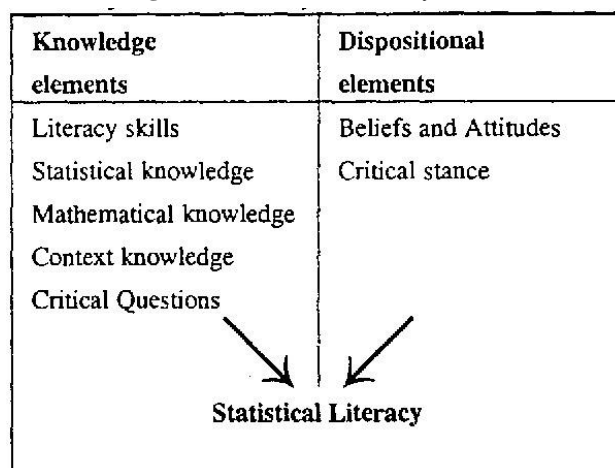 Knowledge
elements
Dispositional
elements
Literacy skills
Statistical knowledge
Mathematical knowledge
Context knowledge
Critical Questions
Beliefs and Attitudes
Critical stance
Statistical Literacy